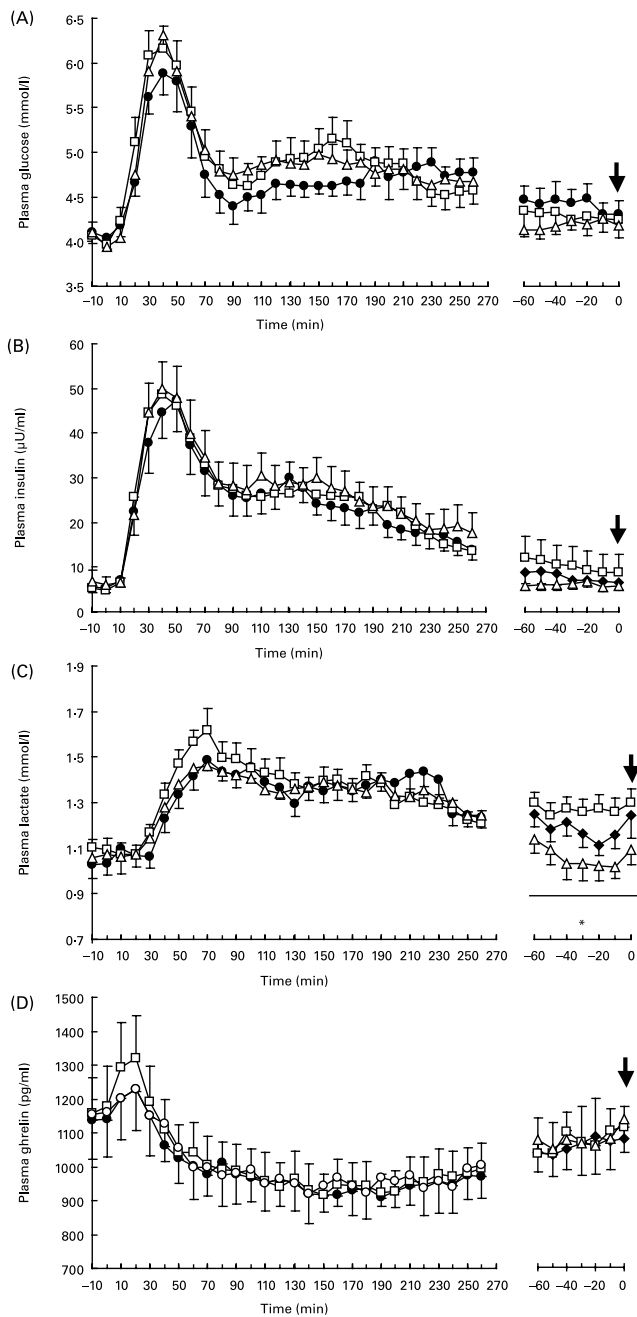 (A)
6·5
6·0
5·5
5·0
4·5
4·0
3·5
Plasma glucose (mmol/l)
–10 10 30 50 70 90 110 130 150 170 190 210 230 250 270
–60 –40 –20 0
Time (min)
(B)
60
50
40
30
20
10
0
Plasma insulin (µU/ml)
–10 10 30 50 70 90 110 130 150 170 190 210 230 250 270
–60 –40 –20 0
Time (min)
(C)
1·9
1·7
1·5
1·3
1·1
0·9
0·7
Plasma lactate (mmol/l)
*
–10 10 30 50 70 90 110 130 150 170 190 210 230 250 270
–60 –40 –20 0
Time (min)
(D)
1500
1400
1300
1200
1100
1000
900
800
700
Plasma ghrelin (pg/ml)
–10 10 30 50 70 90 110 130 150 170 190 210 230 250 270
–60 –40 –20 0
Time (min)